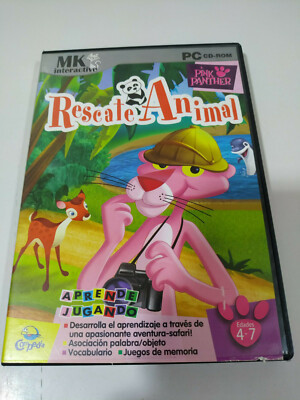 MK
interactive
PC CD-ROM
PINK
PANTHER
Rescate Animal
APRENDE
JUGANDO
Desarrolla el aprendizaje a través de
una apasionante aventura-safari!
Asociación palabra/objeto
Vocabulario
Juegos de memoria
Edades
4-7